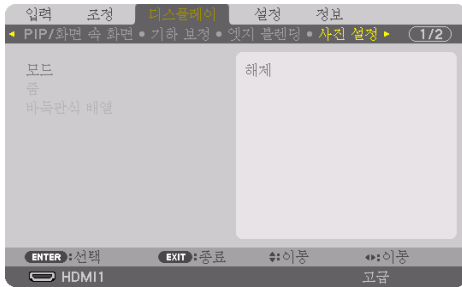 입력 조정 디스플레이 설정 정보
◂ PIP/화면 속 화면 • 기하 보정 • 엣지 블렌딩 • 사진 설정 ▸ (1/2)
모드 해제
줌
바둑판식 배열
ENTER:선택 EXIT:종료 ⬍:이동 ⬌:이동
HDMI1 고급